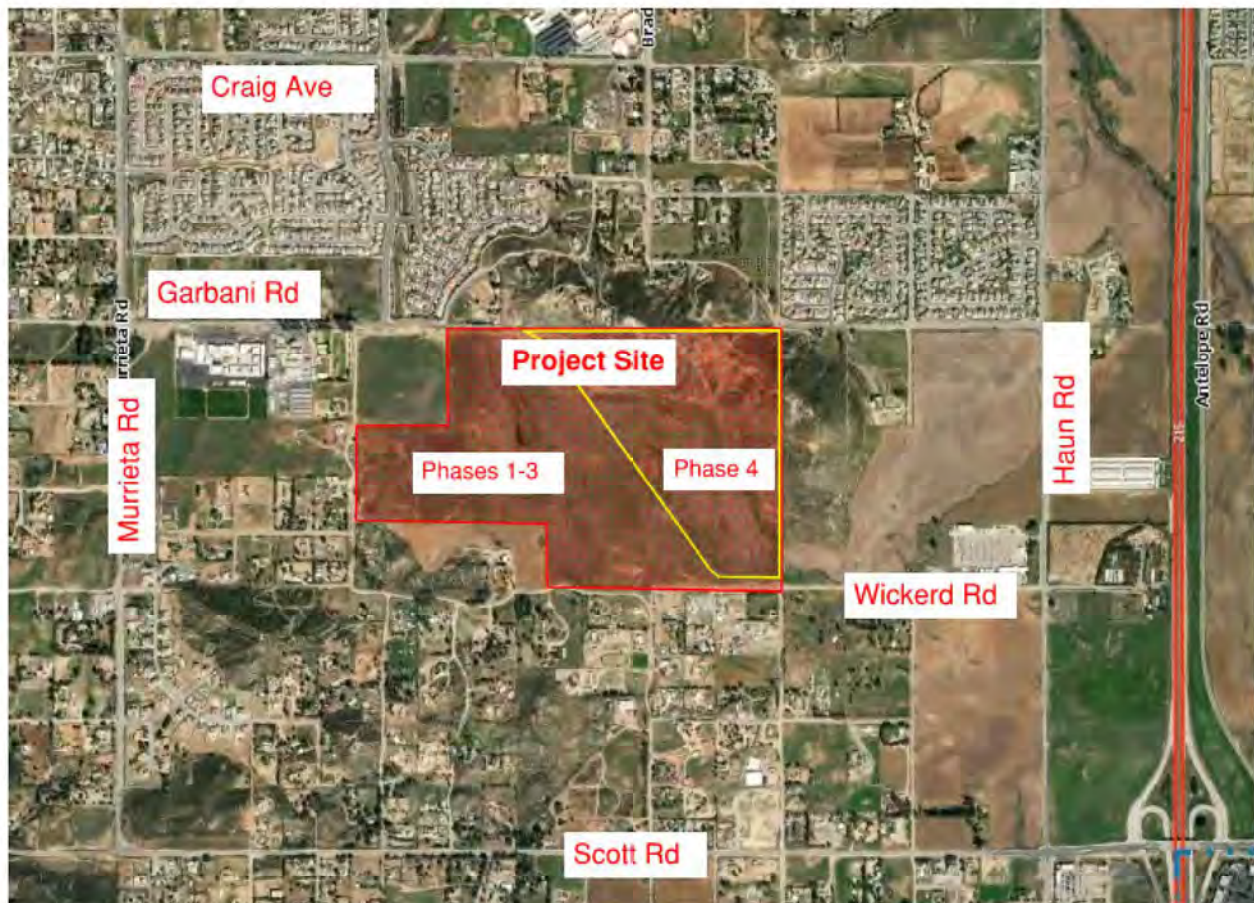 Brad
Craig Ave
Garbani Rd
Murrieta Rd
Project Site
Phases 1-3
Phase 4
Haun Rd
Antelope Rd
215
Wickerd Rd
Scott Rd